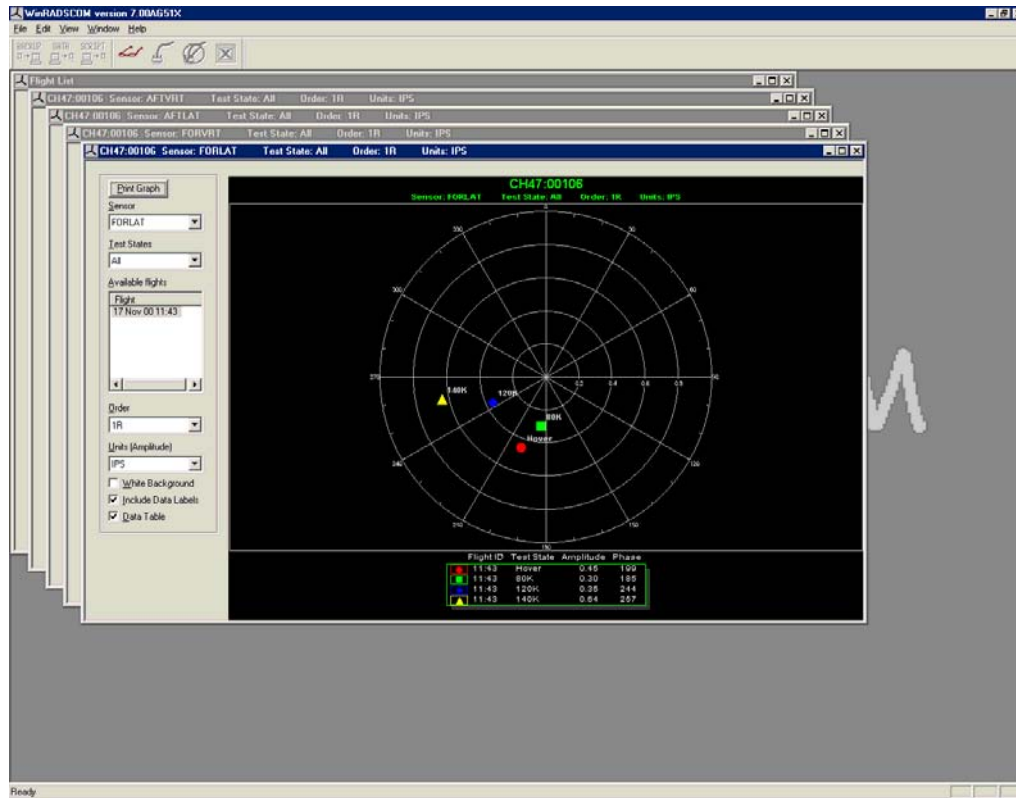 WinRADSCOM version 7.00AG51X
File Edit View Window Help
BACKUP DATA SCRIPT
Flight List
CH47:00106 Sensor: AFTVRT Test State: All Order: 1R Units: IPS
CH47:00106 Sensor: AFTLAT Test State: All Order: 1R Units: IPS
CH47:00106 Sensor: FORVRT Test State: All Order: 1R Units: IPS
CH47:00106 Sensor: FORLAT Test State: All Order: 1R Units: IPS
Print Graph
Sensor
FORLAT
Test States
All
Available flights
Flight
17 Nov 00 11:43
Order
1R
Units (Amplitude)
IPS
White Background
Include Data Labels
Data Table
CH47:00106
Sensor: FORLAT Test State: All Order: 1R Units: IPS
0
330 30
300 60
270 0.2 0.4 0.6 0.8 90
140K
120K
80K
Hover
240 120
210 150
180
Flight ID Test State Amplitude Phase
11:43 Hover 0.45 199
11:43 80K 0.30 185
11:43 120K 0.35 244
11:43 140K 0.64 257
Ready